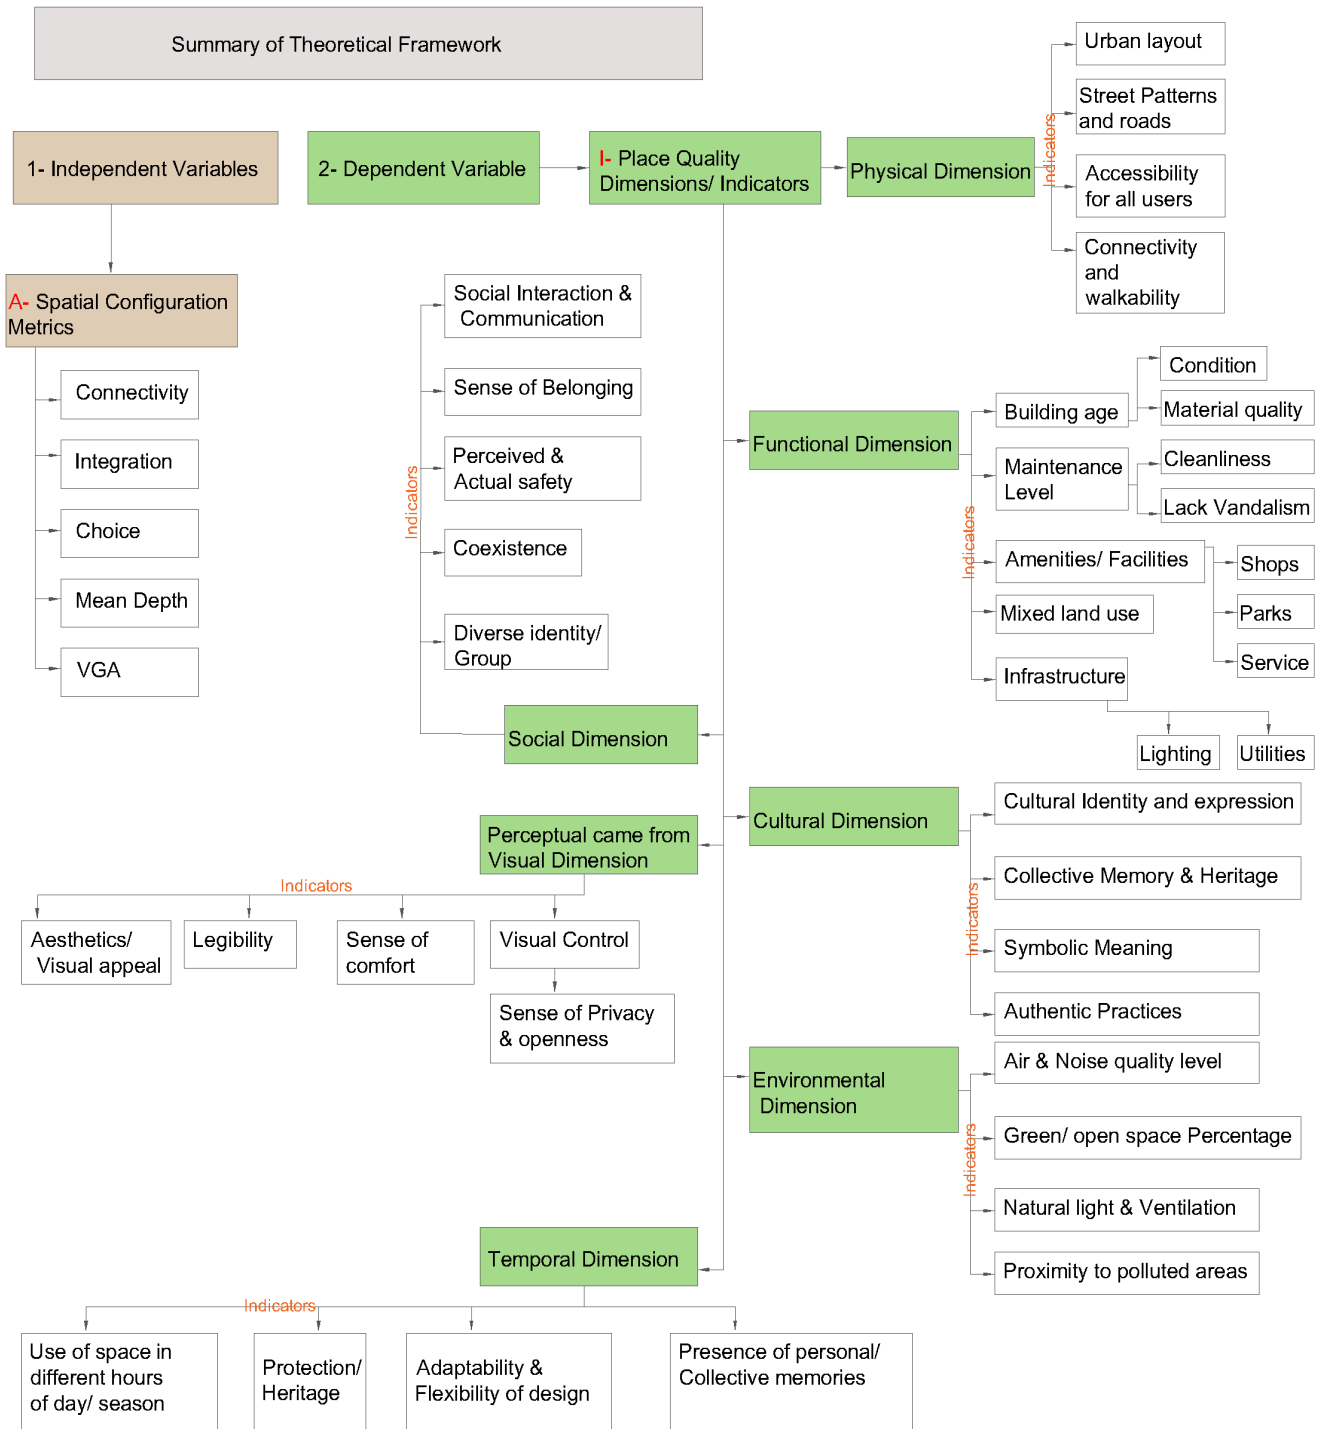 Summary of Theoretical Framework
1- Independent Variables
A- Spatial Configuration
Metrics
Connectivity
Integration
Choice
Mean Depth
VGA
2- Dependent Variable
I- Place Quality
Dimensions/ Indicators
Physical Dimension
Indicators
Urban layout
Street Patterns
and roads
Accessibility
for all users
Connectivity
and
walkability
Functional Dimension
Indicators
Building age
Condition
Material quality
Maintenance
Level
Cleanliness
Lack Vandalism
Amenities/ Facilities
Shops
Parks
Service
Mixed land use
Infrastructure
Lighting
Utilities
Social Dimension
Indicators
Social Interaction &
Communication
Sense of Belonging
Perceived &
Actual safety
Coexistence
Diverse identity/
Group
Cultural Dimension
Indicators
Cultural Identity and expression
Collective Memory & Heritage
Symbolic Meaning
Authentic Practices
Perceptual came from
Visual Dimension
Indicators
Aesthetics/
Visual appeal
Legibility
Sense of
comfort
Visual Control
Sense of Privacy
& openness
Environmental
Dimension
Indicators
Air & Noise quality level
Green/ open space Percentage
Natural light & Ventilation
Proximity to polluted areas
Temporal Dimension
Indicators
Use of space in
different hours
of day/ season
Protection/
Heritage
Adaptability &
Flexibility of design
Presence of personal/
Collective memories